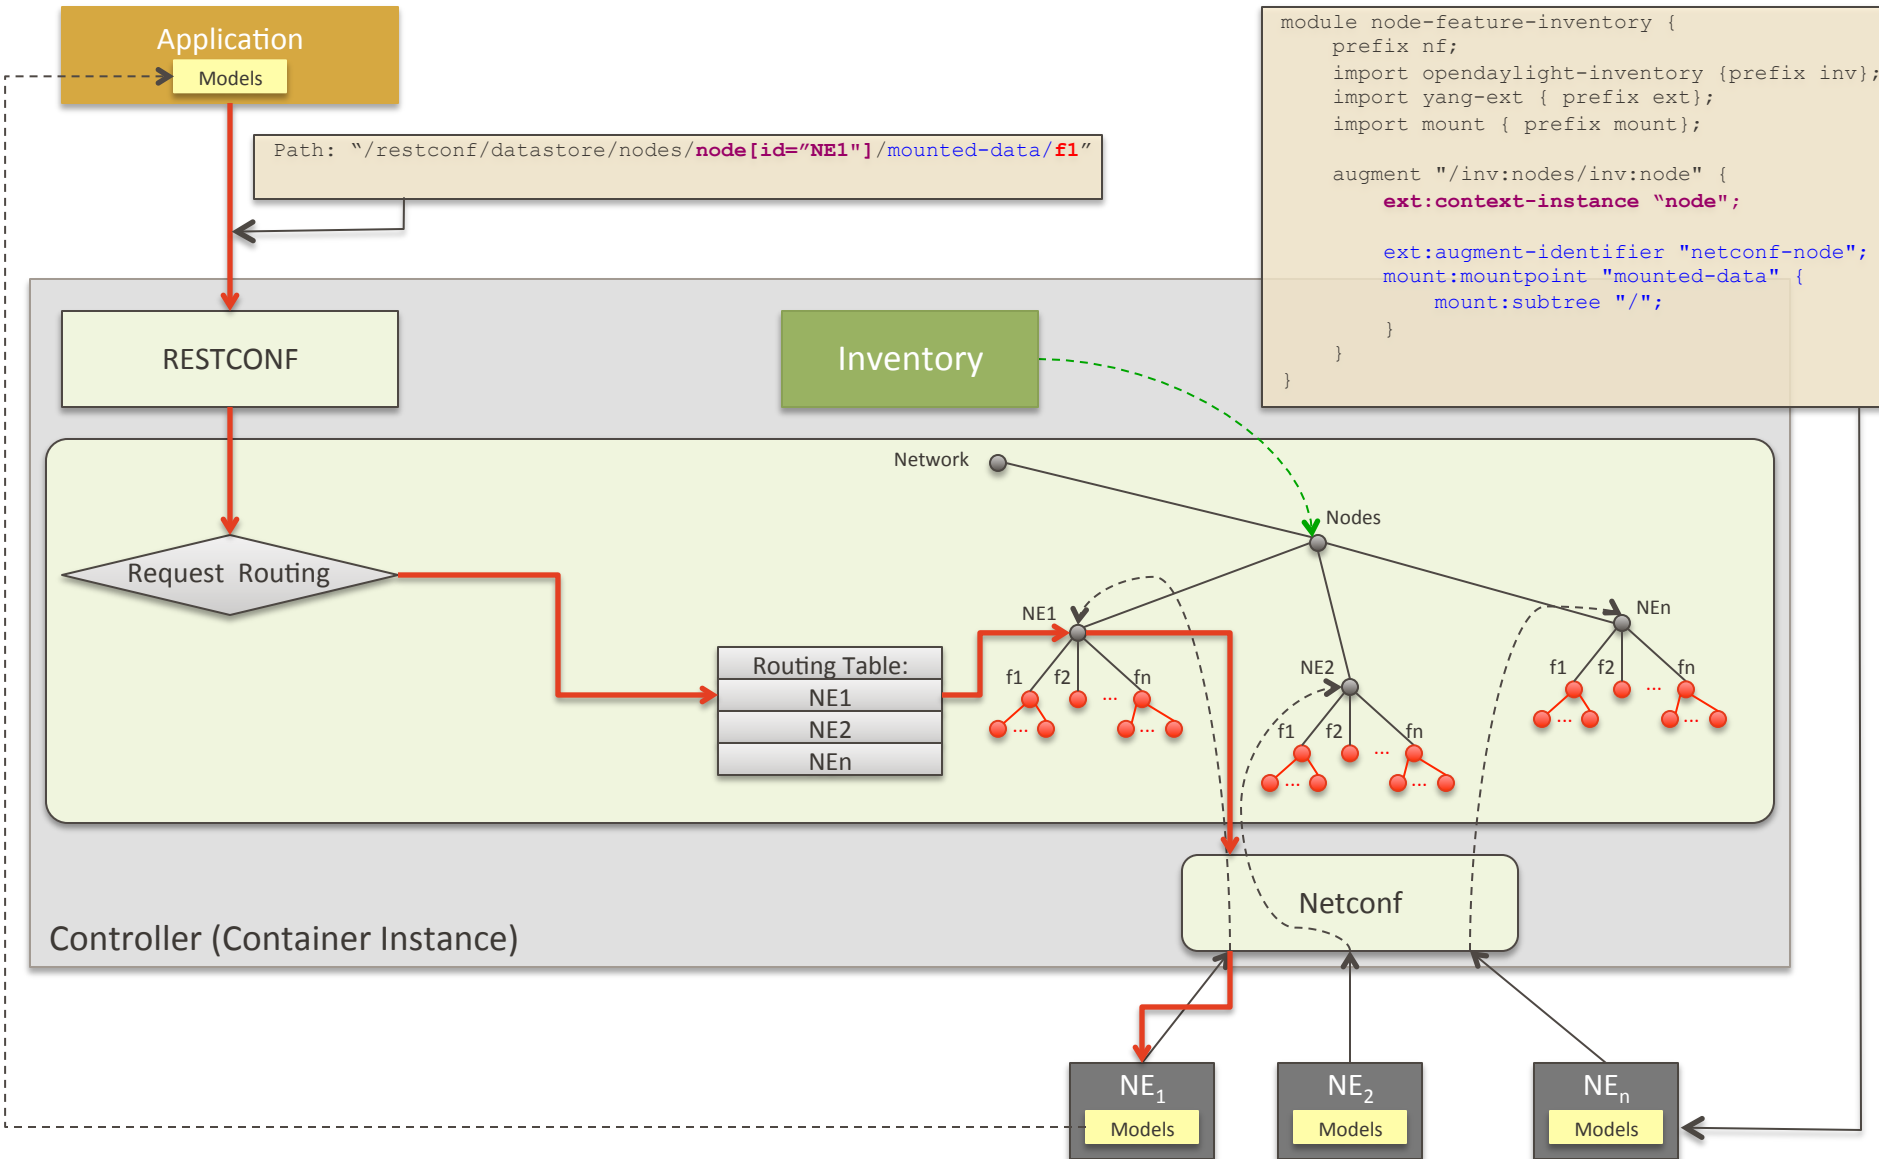 Application
Models
Path: “/restconf/datastore/nodes/node[id=”NE1"]/mounted-data/f1”
module node-feature-inventory {
prefix nf;
import opendaylight-inventory {prefix inv};
import yang-ext { prefix ext};
import mount { prefix mount};
augment "/inv:nodes/inv:node" {
ext:context-instance “node";
ext:augment-identifier "netconf-node";
mount:mountpoint "mounted-data" {
mount:subtree "/";
}
}
}
RESTCONF
Inventory
Network
Nodes
Request Routing
Routing Table:
NE1
NE2
NEn
NE1
f1 f2 ... fn
... ...
NE2
f1 f2 ... fn
... ...
NEn
f1 f2 ... fn
... ...
Netconf
Controller (Container Instance)
NE1
Models
NE2
Models
NEn
Models